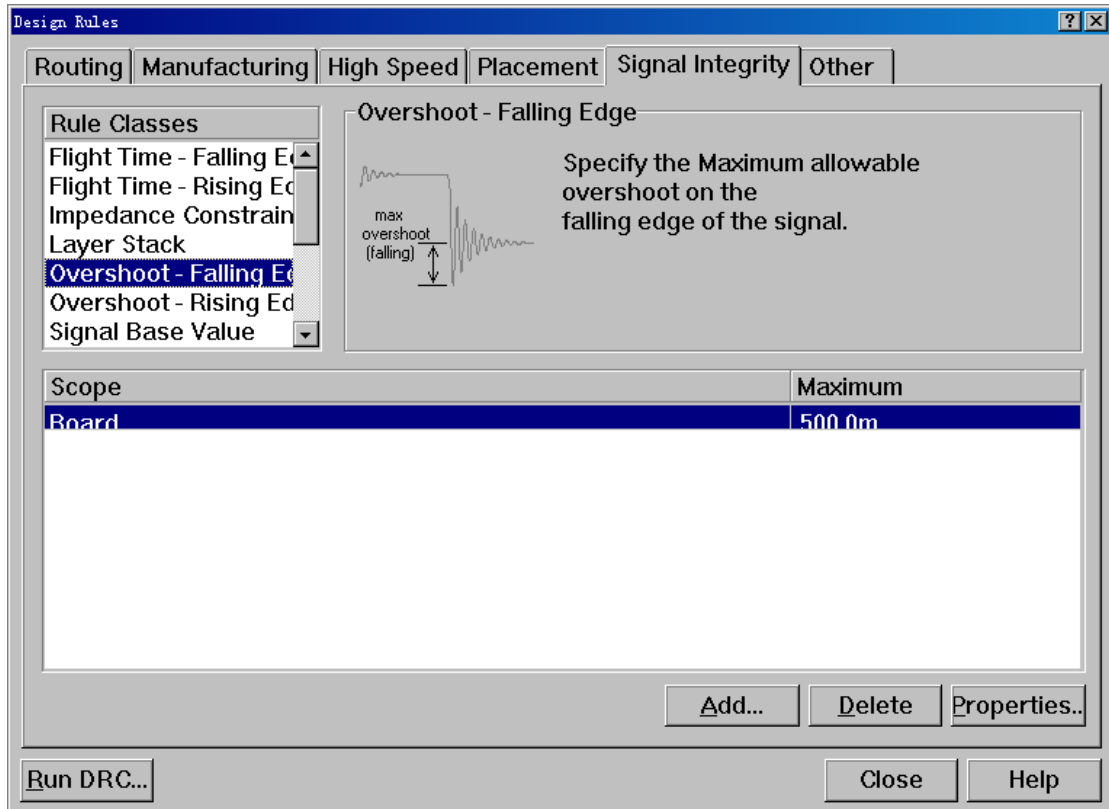 Design Rules
Routing Manufacturing High Speed Placement Signal Integrity Other
Rule Classes
Flight Time - Falling Ed
Flight Time - Rising Ed
Impedance Constrain
Layer Stack
Overshoot - Falling Ed
Overshoot - Rising Ed
Signal Base Value
Overshoot - Falling Edge
max
overshoot
(falling)
Specify the Maximum allowable
overshoot on the
falling edge of the signal.
Scope Maximum
Board 500.0m
Add... Delete Properties..
Run DRC... Close Help